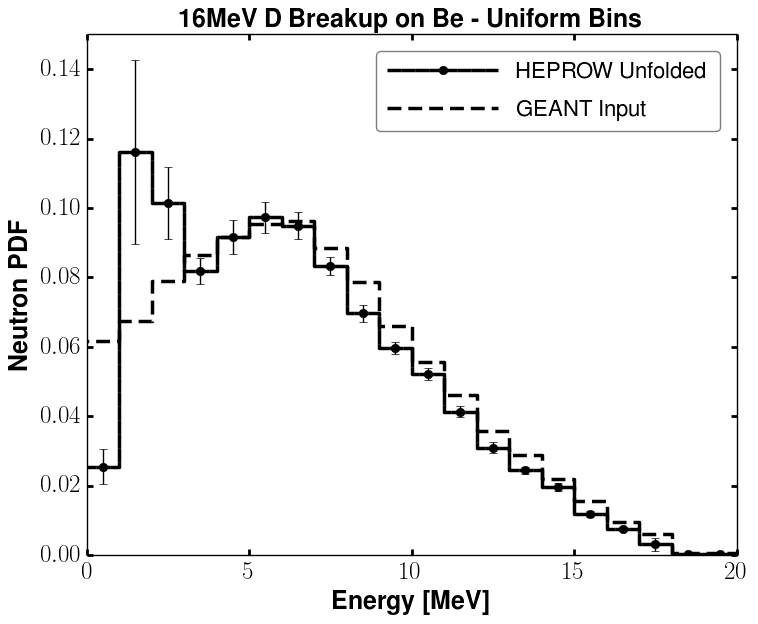 16MeV D Breakup on Be - Uniform Bins
HEPROW Unfolded
GEANT Input
Neutron PDF
0.14
0.12
0.10
0.08
0.06
0.04
0.02
0.00
0 5 10 15 20
Energy [MeV]